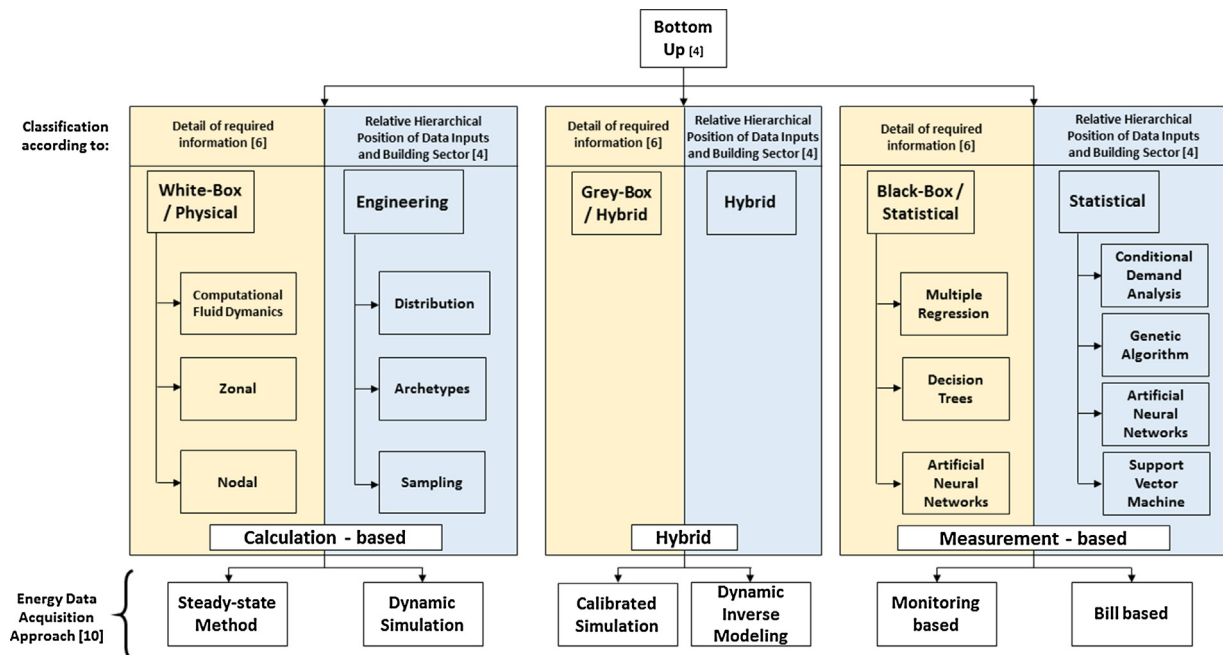 Bottom
Up [4]
Classification
according to:
Detail of required
information [6]
Relative Hierarchical
Position of Data Inputs
and Building Sector [4]
White-Box
/ Physical
Engineering
Computational
Fluid Dymanics
Distribution
Zonal
Archetypes
Nodal
Sampling
Calculation - based
Detail of required
information [6]
Relative Hierarchical
Position of Data Inputs
and Building Sector [4]
Grey-Box
/ Hybrid
Hybrid
Hybrid
Detail of required
information [6]
Relative Hierarchical
Position of Data Inputs
and Building Sector [4]
Black-Box /
Statistical
Statistical
Multiple
Regression
Decision
Trees
Artificial
Neural
Networks
Conditional
Demand
Analysis
Genetic
Algorithm
Artificial
Neural
Networks
Support
Vector
Machine
Measurement - based
Energy Data
Acquisition
Approach [10]
Steady-state
Method
Dynamic
Simulation
Calibrated
Simulation
Dynamic
Inverse
Modeling
Monitoring
based
Bill based